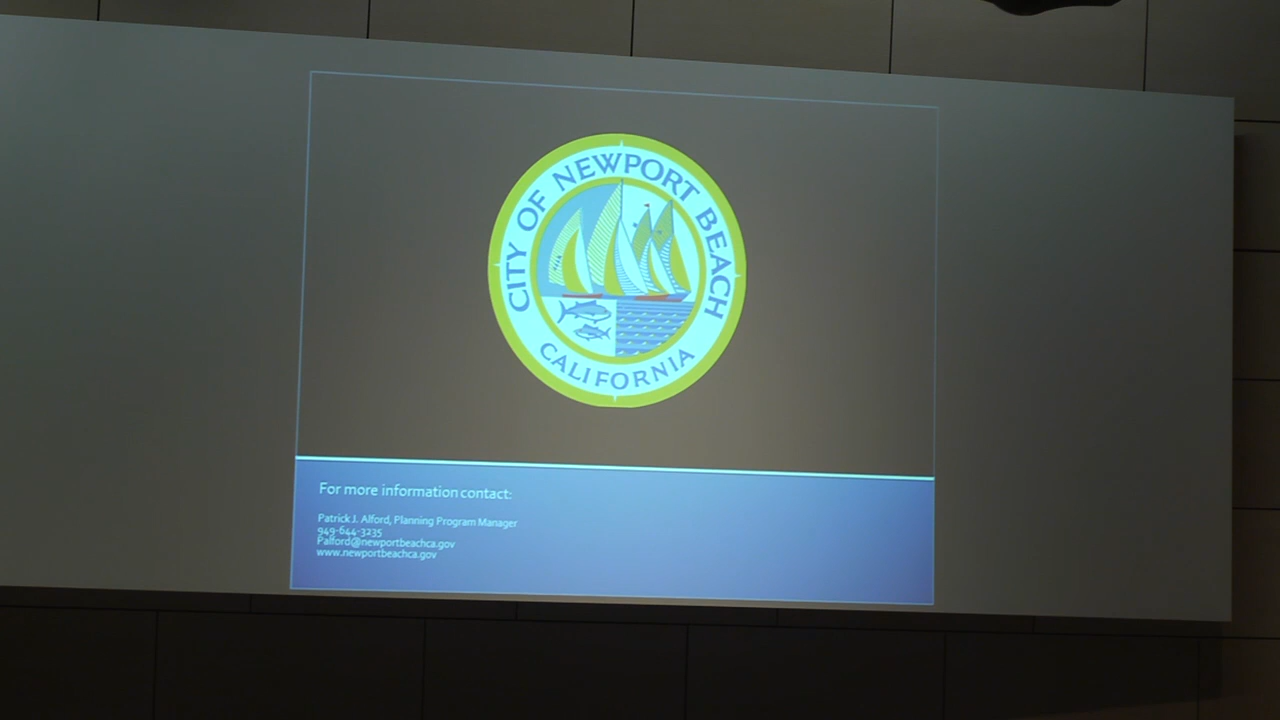 CITY OF NEWPORT BEACH
CALIFORNIA
For more information contact:
Patrick J. Alford, Planning Program Manager
949-644-3235
Palford@newportbeachca.gov
www.newportbeachca.gov